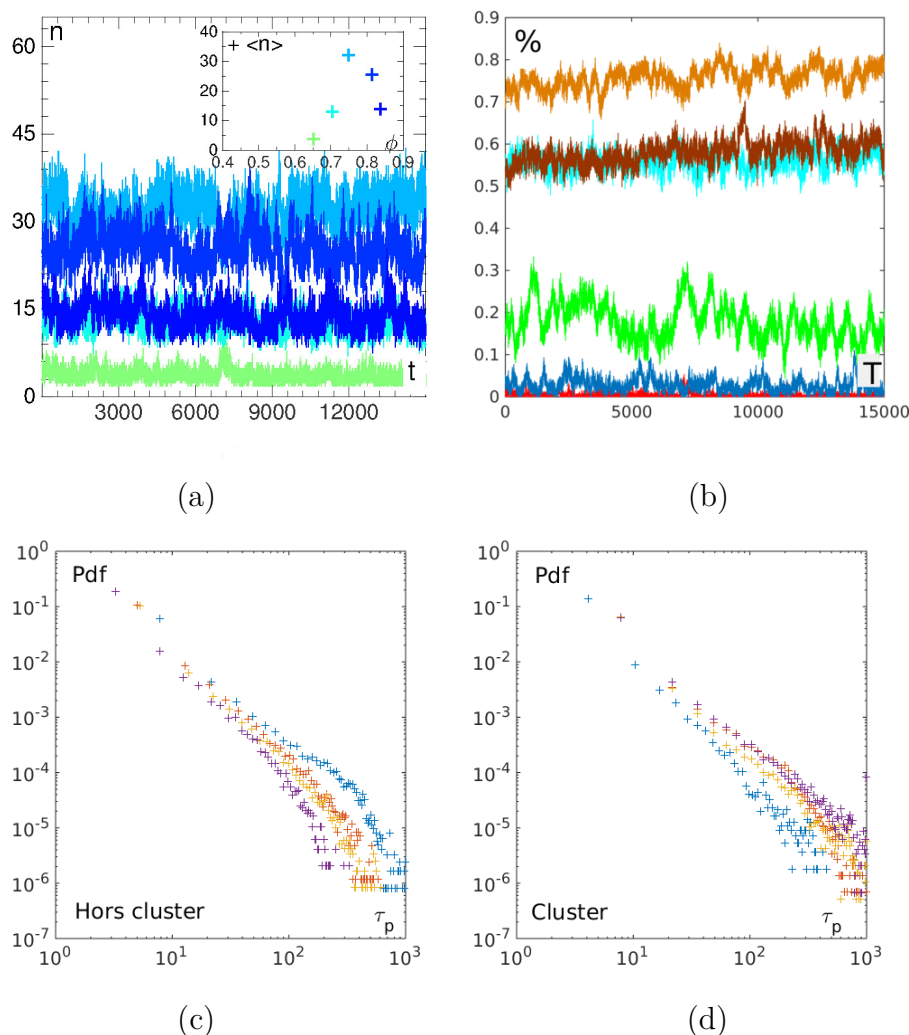 n
60
45
30
15
0
3000 6000 9000 12000
t
40
30
20
10
0
+ <n>
0.4 0.5 0.6 0.7 0.8 0.9
ϕ
(a)
%
0.9
0.8
0.7
0.6
0.5
0.4
0.3
0.2
0.1
0
0 5000 10000 15000
T
(b)
Pdf
10^0
10^-1
10^-2
10^-3
10^-4
10^-5
10^-6
10^-7
Hors cluster
τ_p
10^0 10^1 10^2 10^3
(c)
Pdf
10^0
10^-1
10^-2
10^-3
10^-4
10^-5
10^-6
10^-7
Cluster
τ_p
10^0 10^1 10^2 10^3
(d)